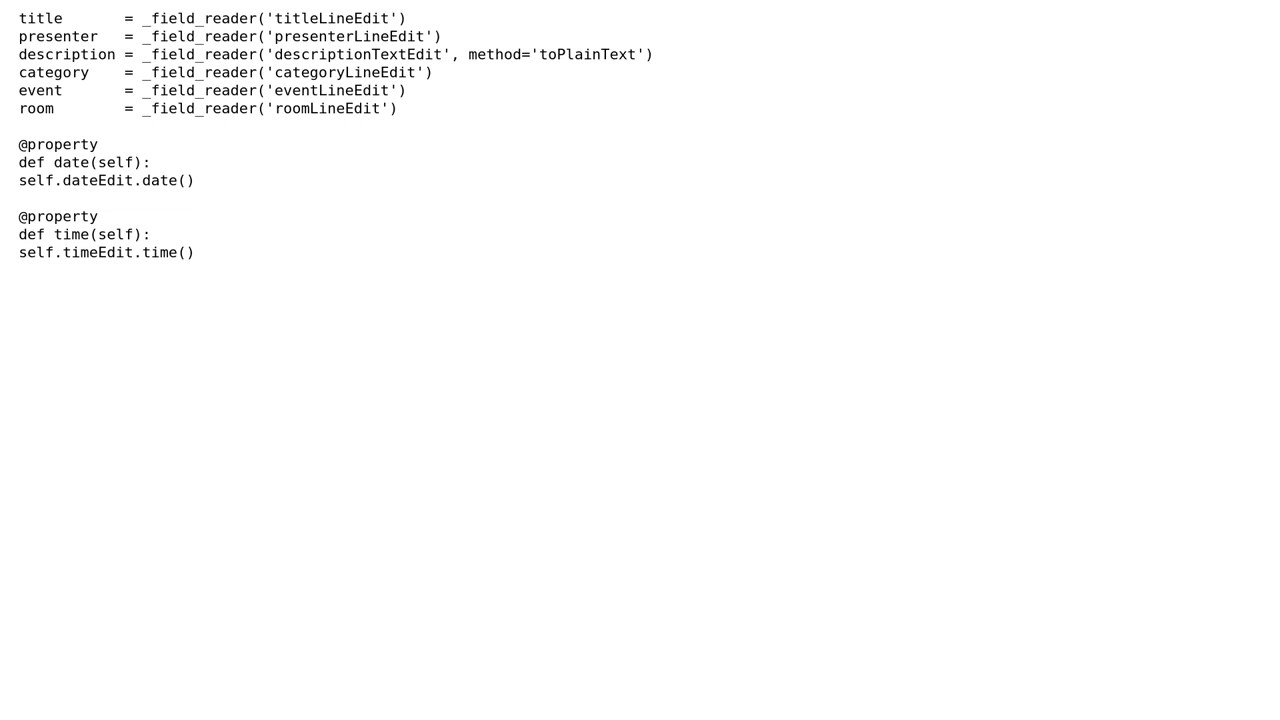 title       = _field_reader('titleLineEdit')
presenter   = _field_reader('presenterLineEdit')
description = _field_reader('descriptionTextEdit', method='toPlainText')
category    = _field_reader('categoryLineEdit')
event       = _field_reader('eventLineEdit')
room        = _field_reader('roomLineEdit')

@property
def date(self):
self.dateEdit.date()

@property
def time(self):
self.timeEdit.time()